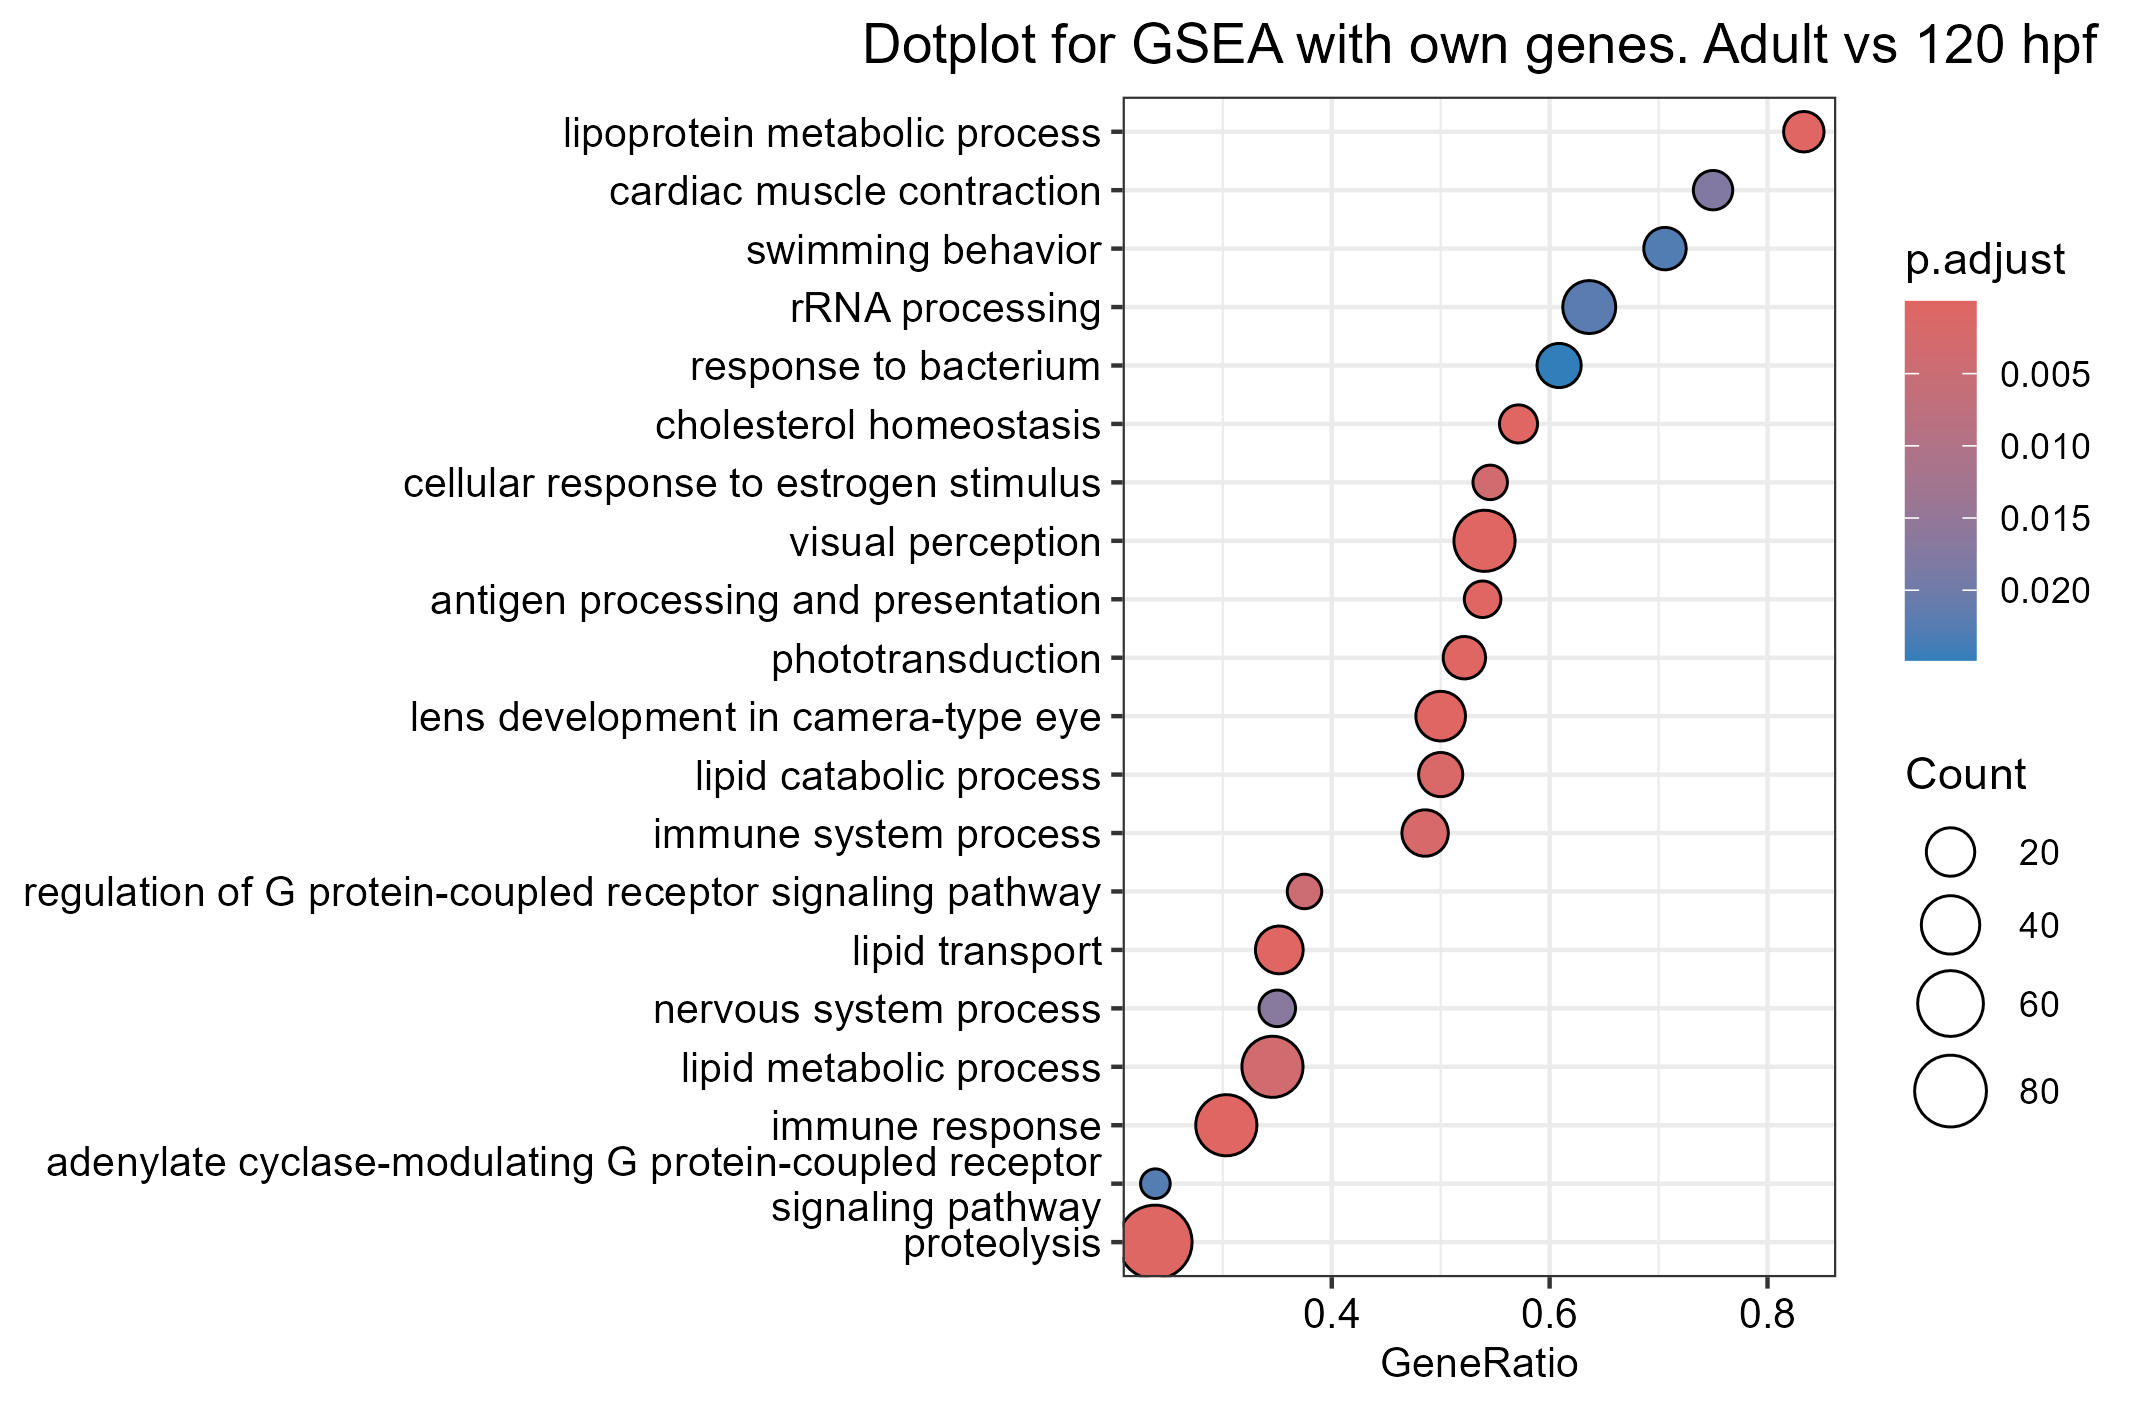 Dotplot for GSEA with own genes. Adult vs 120 hpf
lipoprotein metabolic process
cardiac muscle contraction
swimming behavior
rRNA processing
response to bacterium
cholesterol homeostasis
cellular response to estrogen stimulus
visual perception
antigen processing and presentation
phototransduction
lens development in camera-type eye
lipid catabolic process
immune system process
regulation of G protein-coupled receptor signaling pathway
lipid transport
nervous system process
lipid metabolic process
immune response
adenylate cyclase-modulating G protein-coupled receptor
signaling pathway
proteolysis
0.4
0.6
0.8
GeneRatio
p.adjust
0.005
0.010
0.015
0.020
Count
20
40
60
80